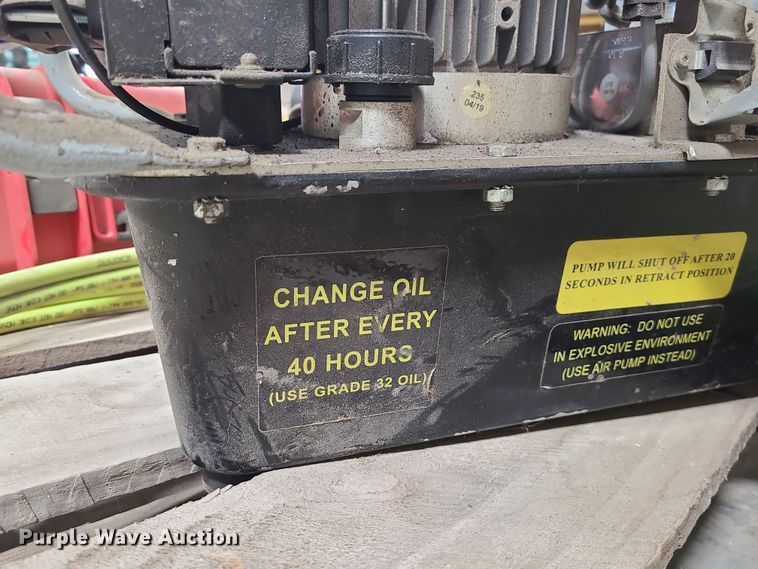 235
04/19
CHANGE OIL
AFTER EVERY
40 HOURS
(USE GRADE 32 OIL)
PUMP WILL SHUT OFF AFTER 20
SECONDS IN RETRACT POSITION
WARNING: DO NOT USE
IN EXPLOSIVE ENVIRONMENT
(USE AIR PUMP INSTEAD)
Purple Wave Auction